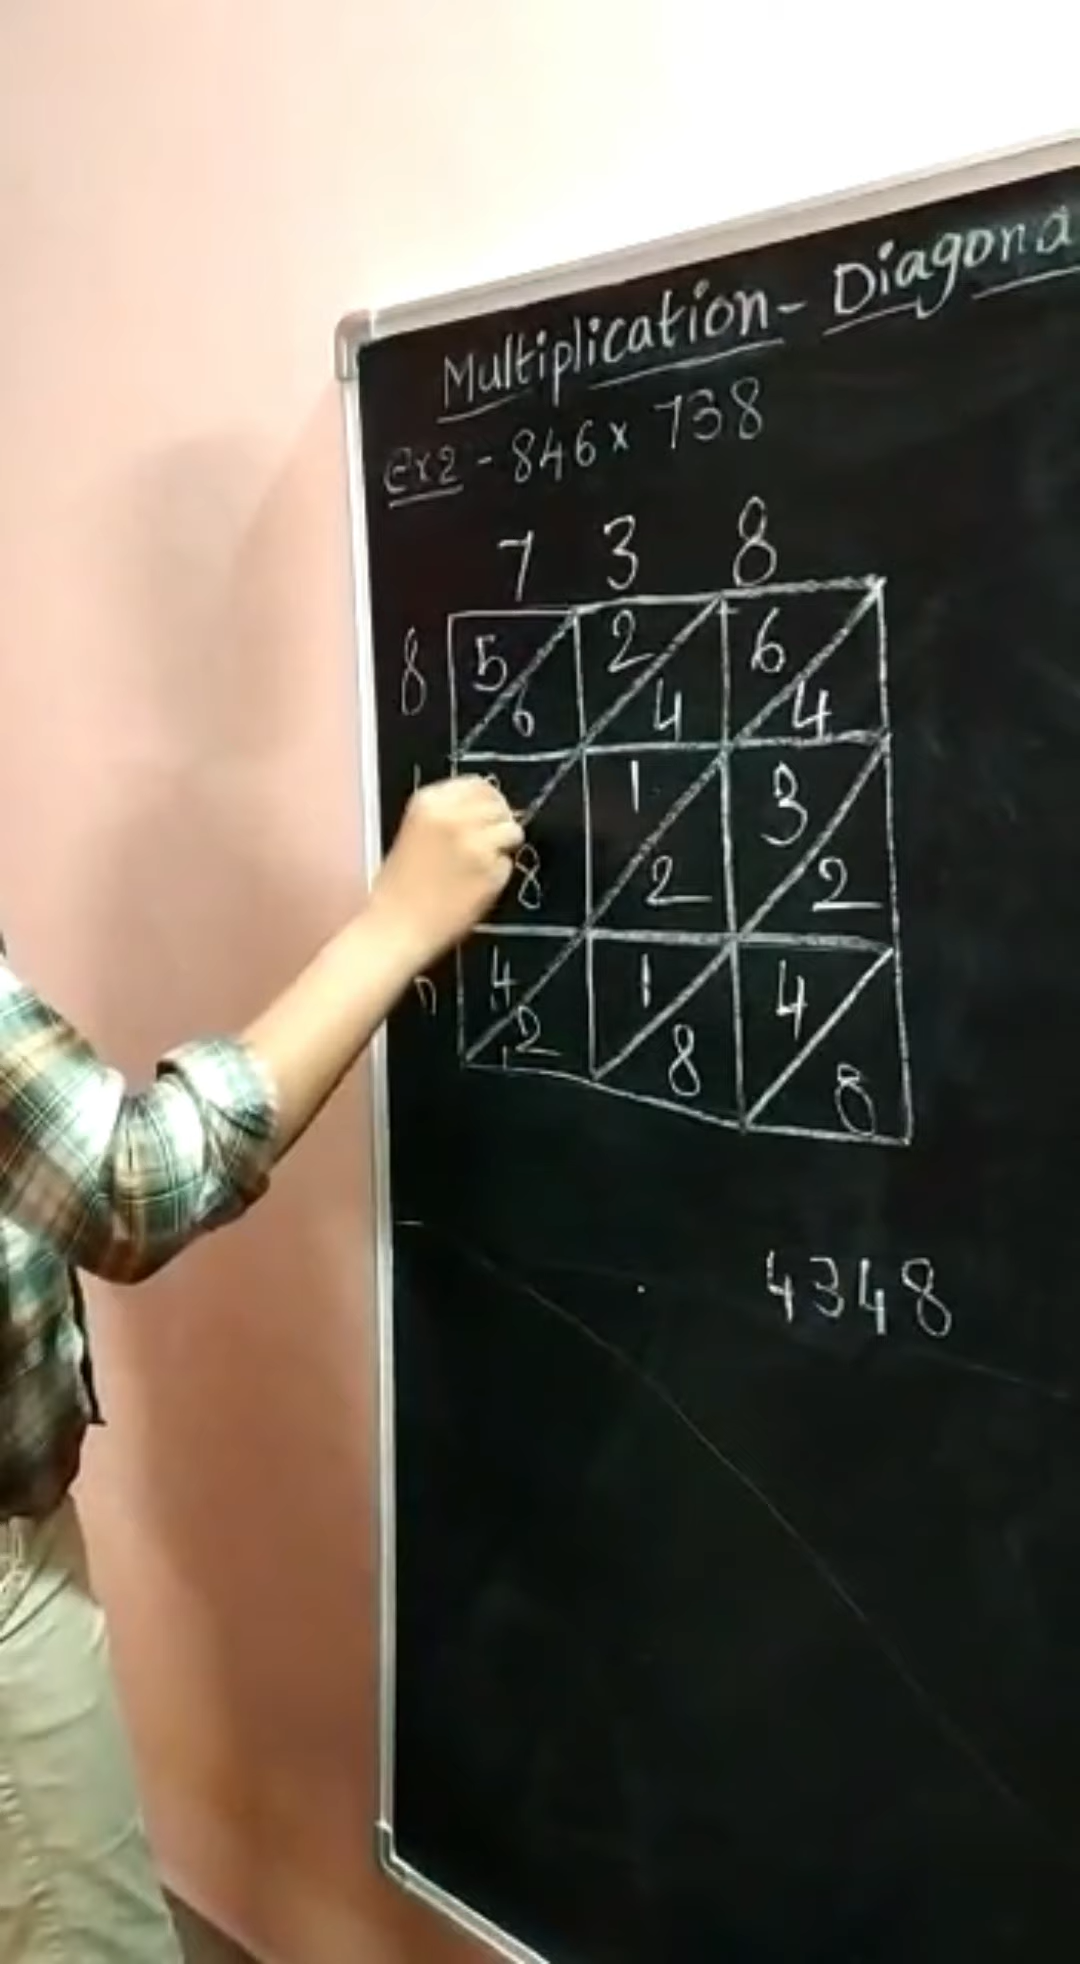 Multiplication - Diagona
ex2 - 846 x 738
7 3 8
8 5 6 2 4 6 4
8 1 2 3 2
4 2 1 8 4 8
4348